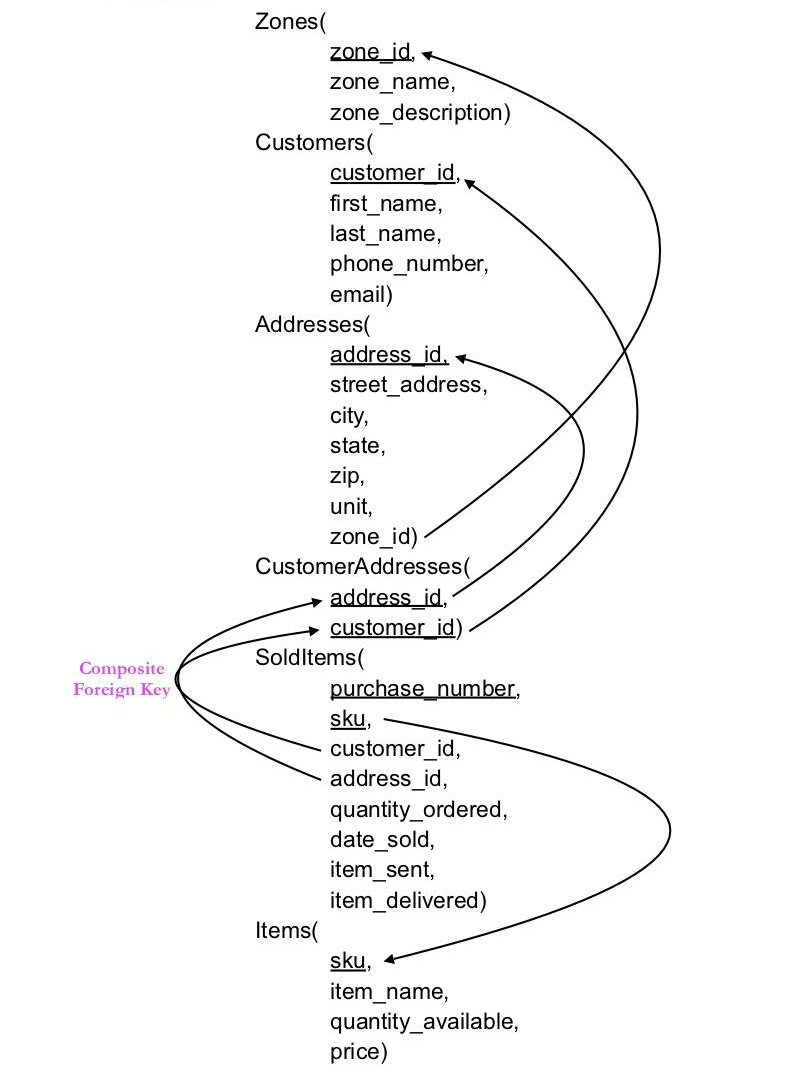 Zones(
zone_id,
zone_name,
zone_description)
Customers(
customer_id,
first_name,
last_name,
phone_number,
email)
Addresses(
address_id,
street_address,
city,
state,
zip,
unit,
zone_id)
CustomerAddresses(
address_id,
customer_id)
Composite
Foreign Key
SoldItems(
purchase_number,
sku,
customer_id,
address_id,
quantity_ordered,
date_sold,
item_sent,
item_delivered)
Items(
sku,
item_name,
quantity_available,
price)